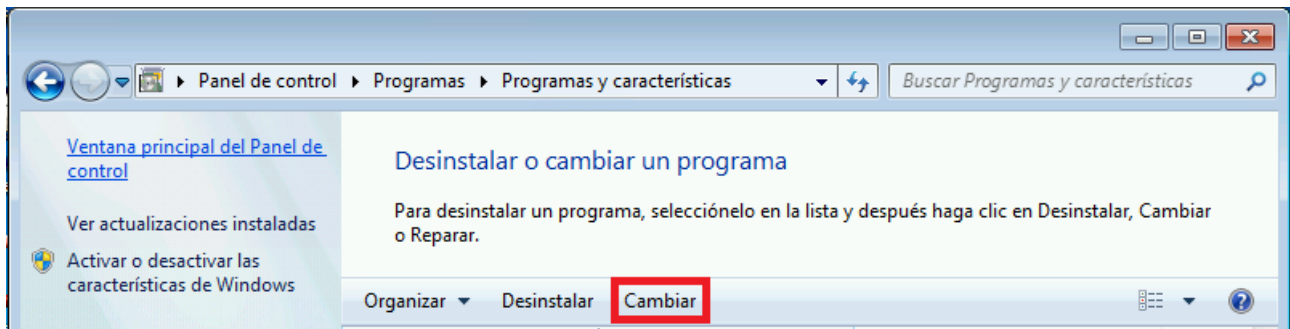 Panel de control Programas Programas y características
Buscar Programas y características
Ventana principal del Panel de
control
Ver actualizaciones instaladas
Activar o desactivar las
características de Windows
Desinstalar o cambiar un programa
Para desinstalar un programa, selecciónelo en la lista y después haga clic en Desinstalar, Cambiar
o Reparar.
Organizar Desinstalar Cambiar